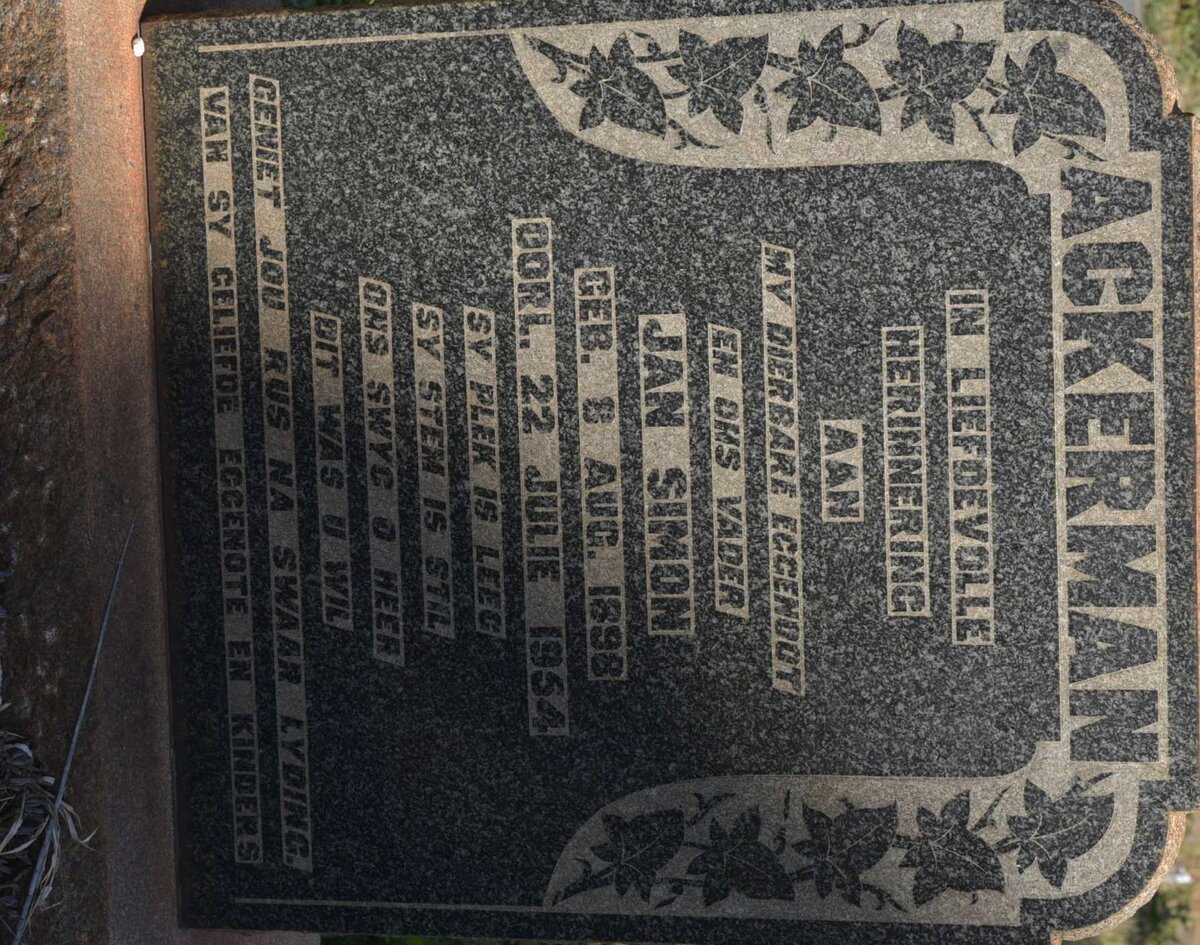 ACKERMAN
IN LIEFDEVOLLE
HERINNERING
AAN
MY DIERBARE EGGENOOT
EN ONS VADER
JAN SIMON
GEB. 8 AUG. 1898
OORL. 22 JULIE 1954
SY PLEK IS LEEG
SY STEM IS STIL
ONS SWYG O HEER
DIT WAS U WIL
GENIET JOU RUS NA SWAAR LYDING.
VAN SY GELIEFDE EGGENOTE EN KINDERS